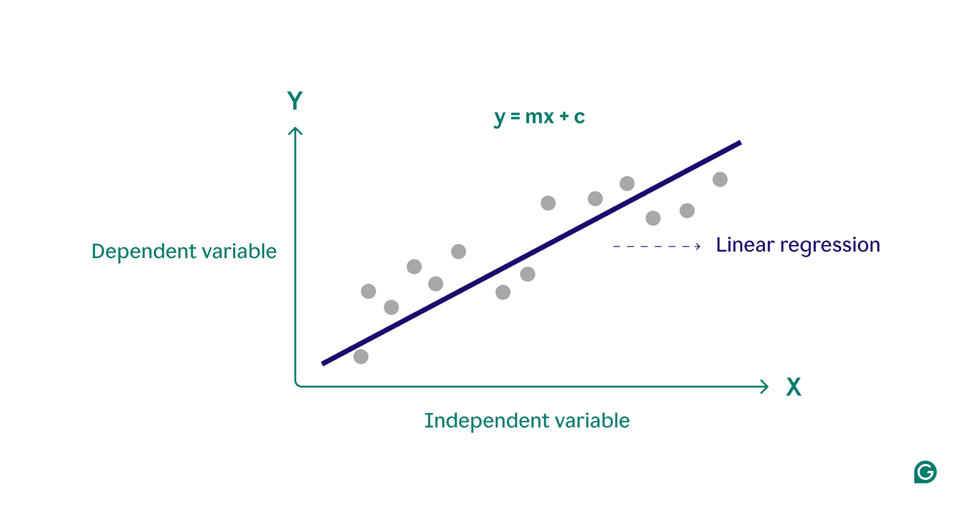 Y
y = mx + c
Dependent variable
Linear regression
X
Independent variable